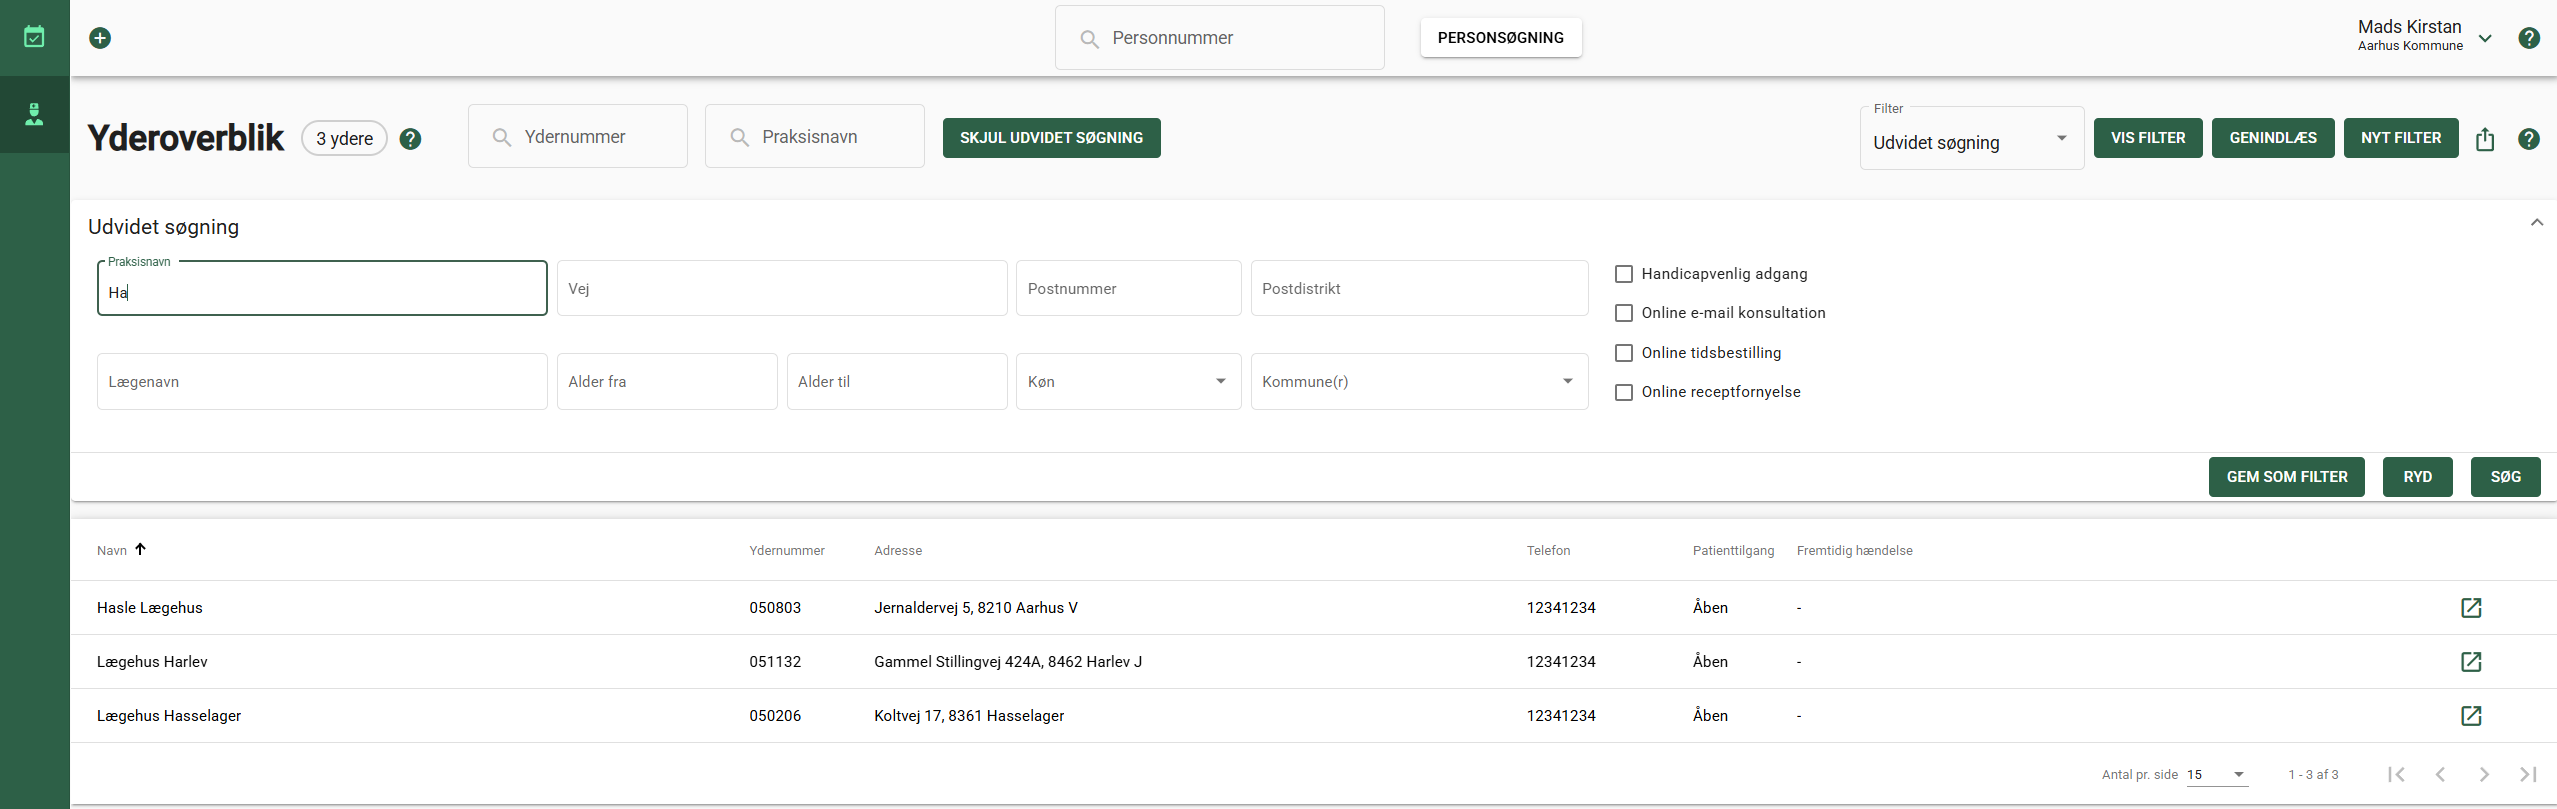 Personnummer
PERSONSØGNING
Mads Kirstan
Aarhus Kommune
Yderoverblik
3 ydere
Ydernummer
Praksisnavn
SKJUL UDVIDET SØGNING
Filter
Udvidet søgning
VIS FILTER
GENINDLÆS
NYT FILTER
Udvidet søgning
Praksisnavn
Ha
Vej
Postnummer
Postdistrikt
Handicapvenlig adgang
Online e-mail konsultation
Online tidsbestilling
Online receptfornyelse
Lægenavn
Alder fra
Alder til
Køn
Kommune(r)
GEM SOM FILTER
RYD
SØG
Navn Ydernummer Adresse Telefon Patienttilgang Fremtidig hændelse
Hasle Lægehus 050803 Jernaldervej 5, 8210 Aarhus V 12341234 Åben -
Lægehus Harlev 051132 Gammel Stillingvej 424A, 8462 Harlev J 12341234 Åben -
Lægehus Hasselager 050206 Koltvej 17, 8361 Hasselager 12341234 Åben -
Antal pr. side 15 1 - 3 af 3